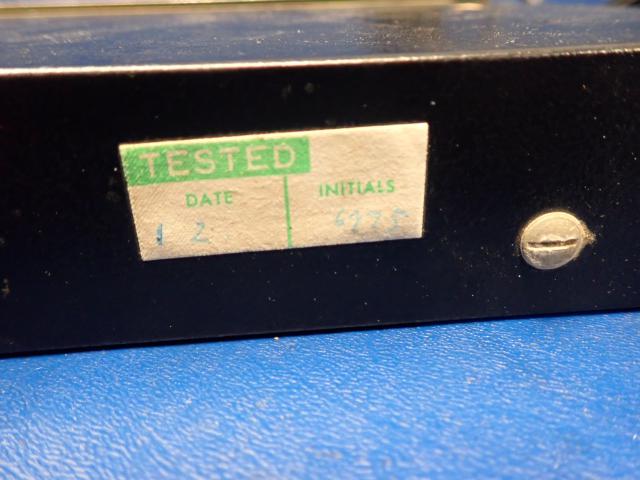 TESTED
DATE INITIALS
1 2